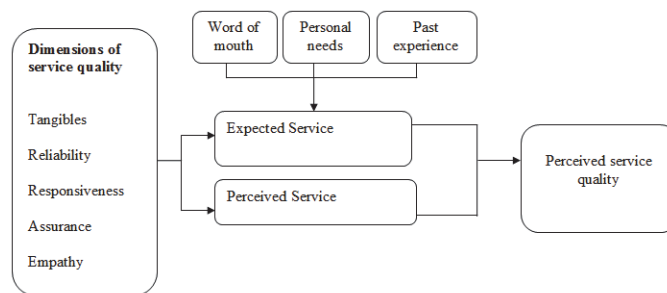 Dimensions of
service quality
Tangibles
Reliability
Responsiveness
Assurance
Empathy
Word of
mouth
Personal
needs
Past
experience
Expected Service
Perceived Service
Perceived service
quality